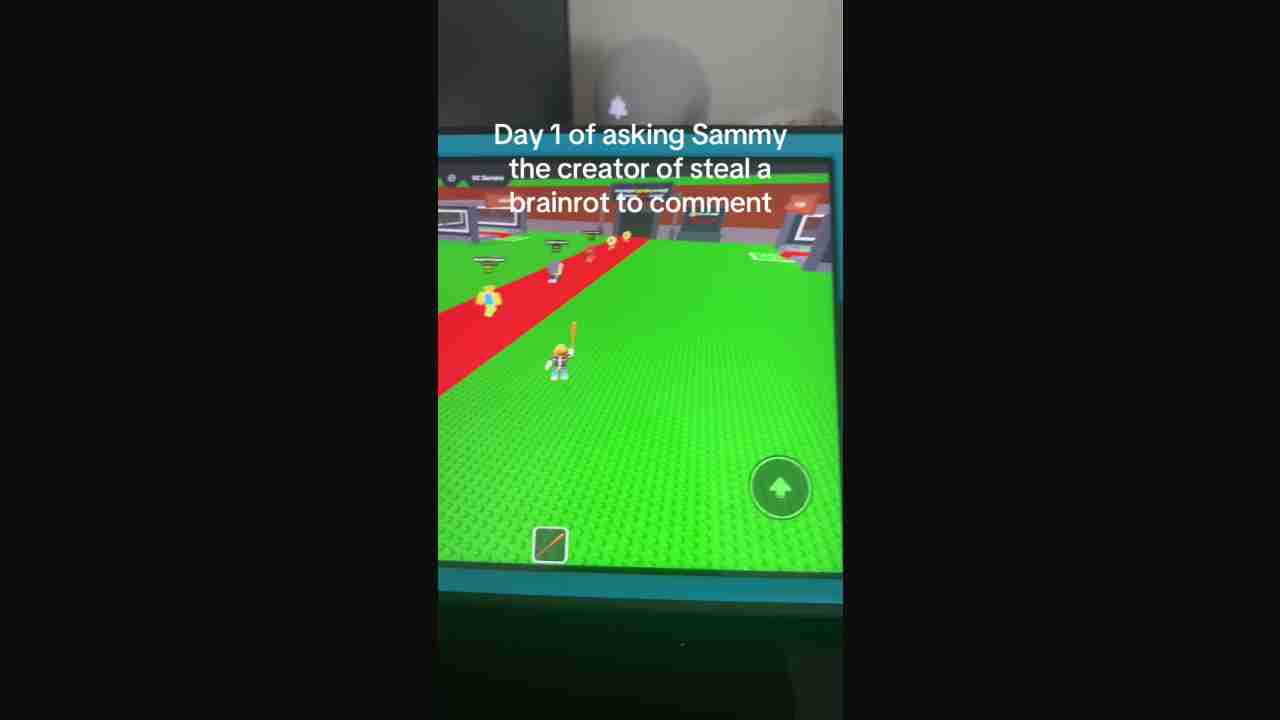 Day 1 of asking Sammy
the creator of steal a
brainrot to comment